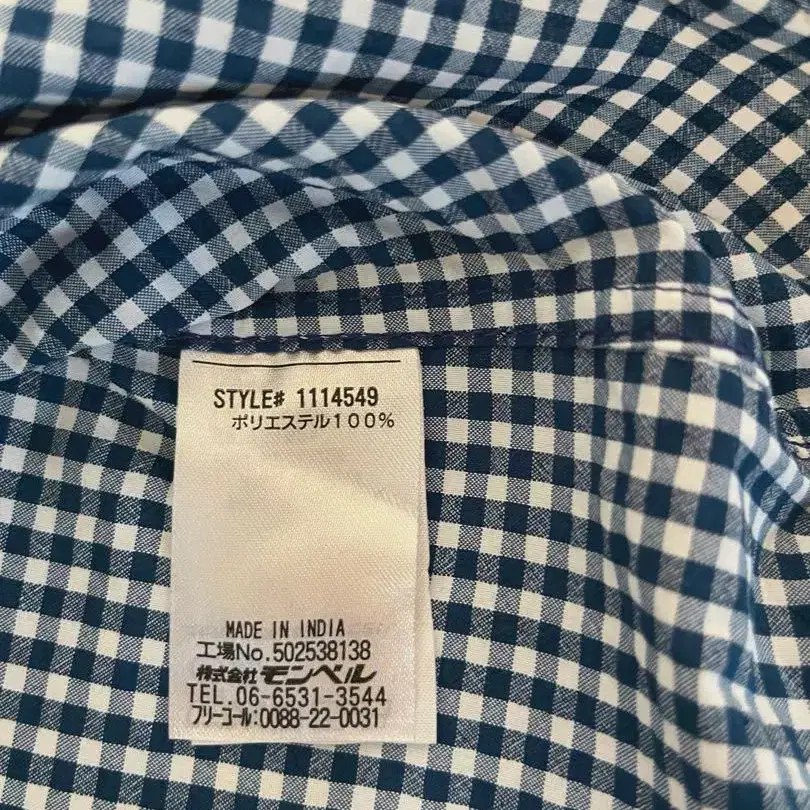 STYLE# 1114549
ポリエステル100%
MADE IN INDIA
工場No.502538138
株式会社モンベル
TEL.06-6531-3544
フリーコール:0088-22-0031